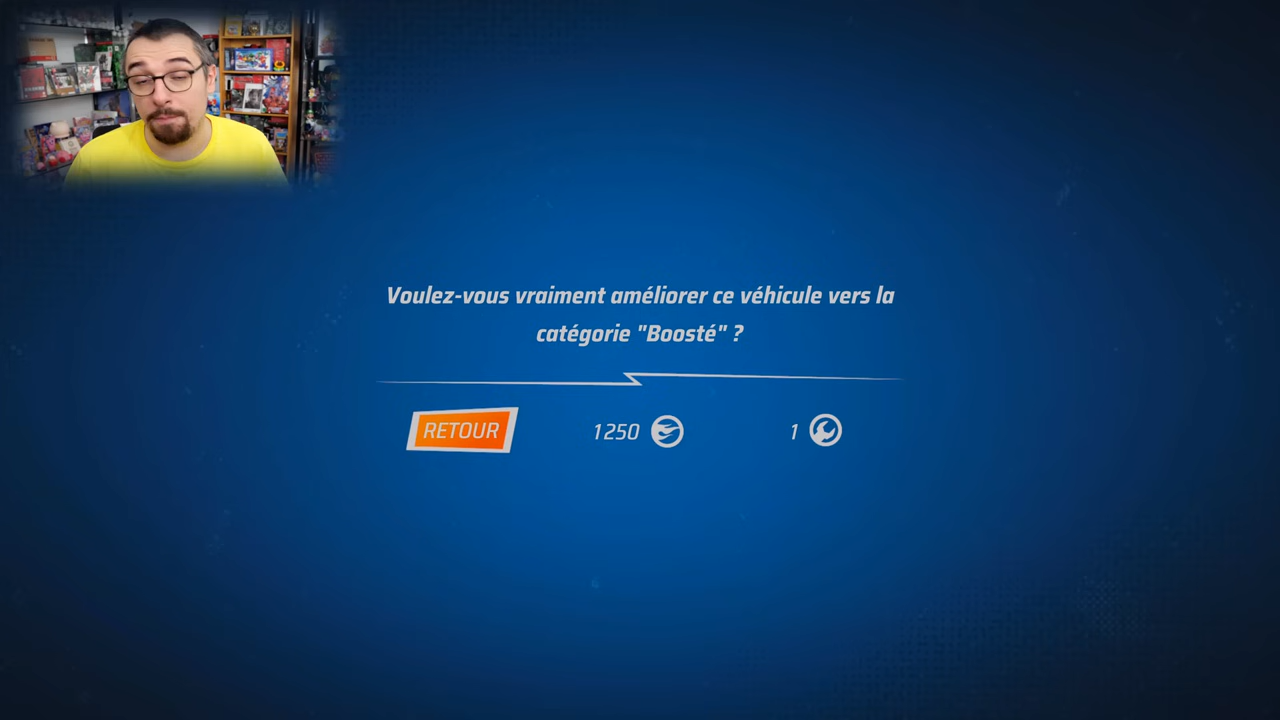 Voulez-vous vraiment améliorer ce véhicule vers la
catégorie "Boosté" ?
RETOUR 1250 1